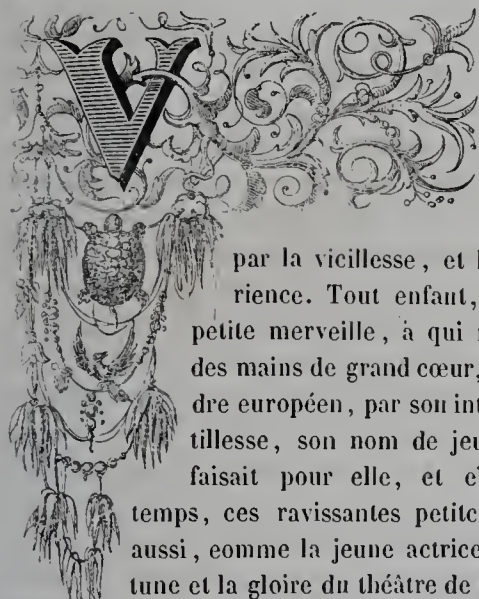 V
par la vieillesse, et l
rience. Tout enfant,
petite merveille, à qui
des mains de grand cœur,
dre européen, par son int
tillesse, son nom de jeu
faisait pour elle, et
temps, ces ravissantes petite
aussi, comme la jeune actrice
tune et la gloire du théâtre de